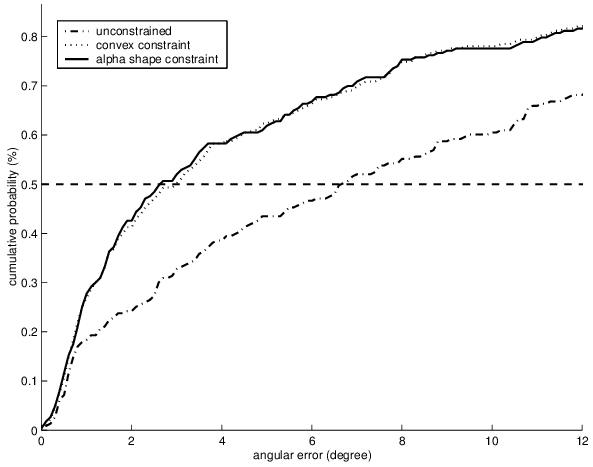 unconstrained
convex constraint
alpha shape constraint
0.8
0.7
0.6
0.5
0.4
0.3
0.2
0.1
0
cumulative probability (%)
0 2 4 6 8 10 12
angular error (degree)